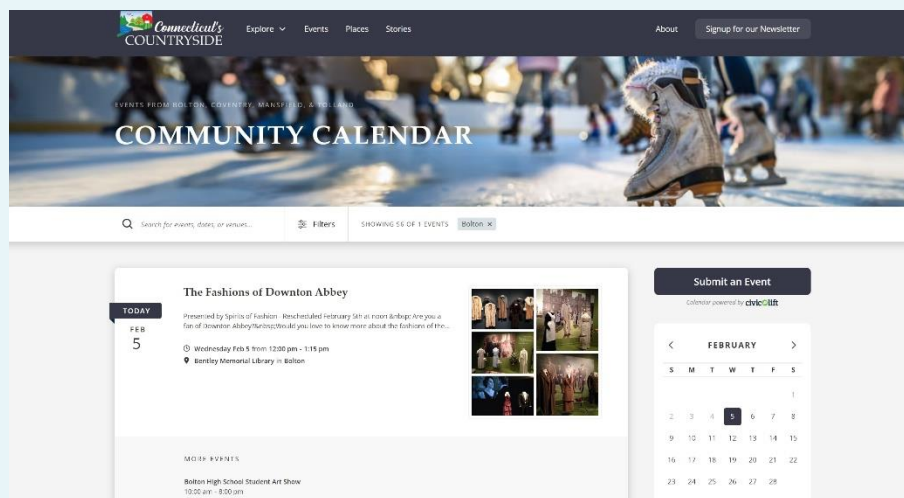 Connecticut's
COUNTRYSIDE
Explore Events Places Stories
About Signup for our Newsletter
EVENTS FROM BOLTON, COVENTRY, MANSFIELD, & TOLLAND
COMMUNITY CALENDAR
Search for events, dates, or venues...
Filters
SHOWING 56 OF 1 EVENTS
Bolton ×
TODAY
FEB
5
The Fashions of Downton Abbey
Presented by Spirits of Fashion - Rescheduled February 5th at noon &nbsp; Are you a
fan of Downton Abbey?&nbsp;Would you love to know more about the fashions of the...
Wednesday Feb 5 from 12:00 pm - 1:15 pm
Bentley Memorial Library in Bolton
MORE EVENTS
Bolton High School Student Art Show
10:00 am - 8:00 pm
Submit an Event
Calendar powered by civiclift
< FEBRUARY >
S M T W T F S
1
2 3 4 5 6 7 8
9 10 11 12 13 14 15
16 17 18 19 20 21 22
23 24 25 26 27 28